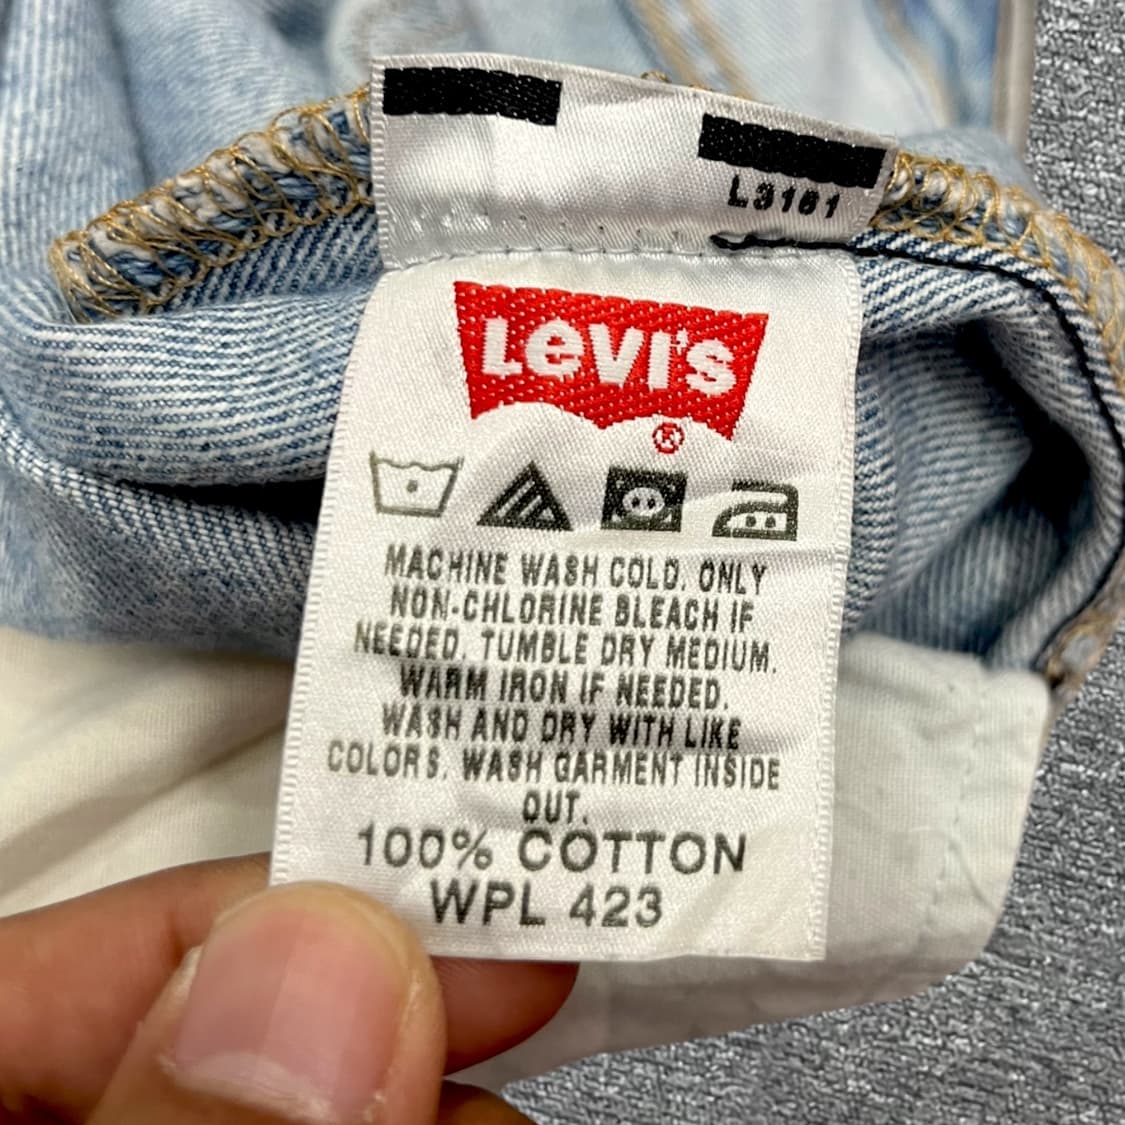 L3161
Levi's
®
MACHINE WASH COLD. ONLY
NON-CHLORINE BLEACH IF
NEEDED. TUMBLE DRY MEDIUM.
WARM IRON IF NEEDED.
WASH AND DRY WITH LIKE
COLORS. WASH GARMENT INSIDE
OUT.
100% COTTON
WPL 423